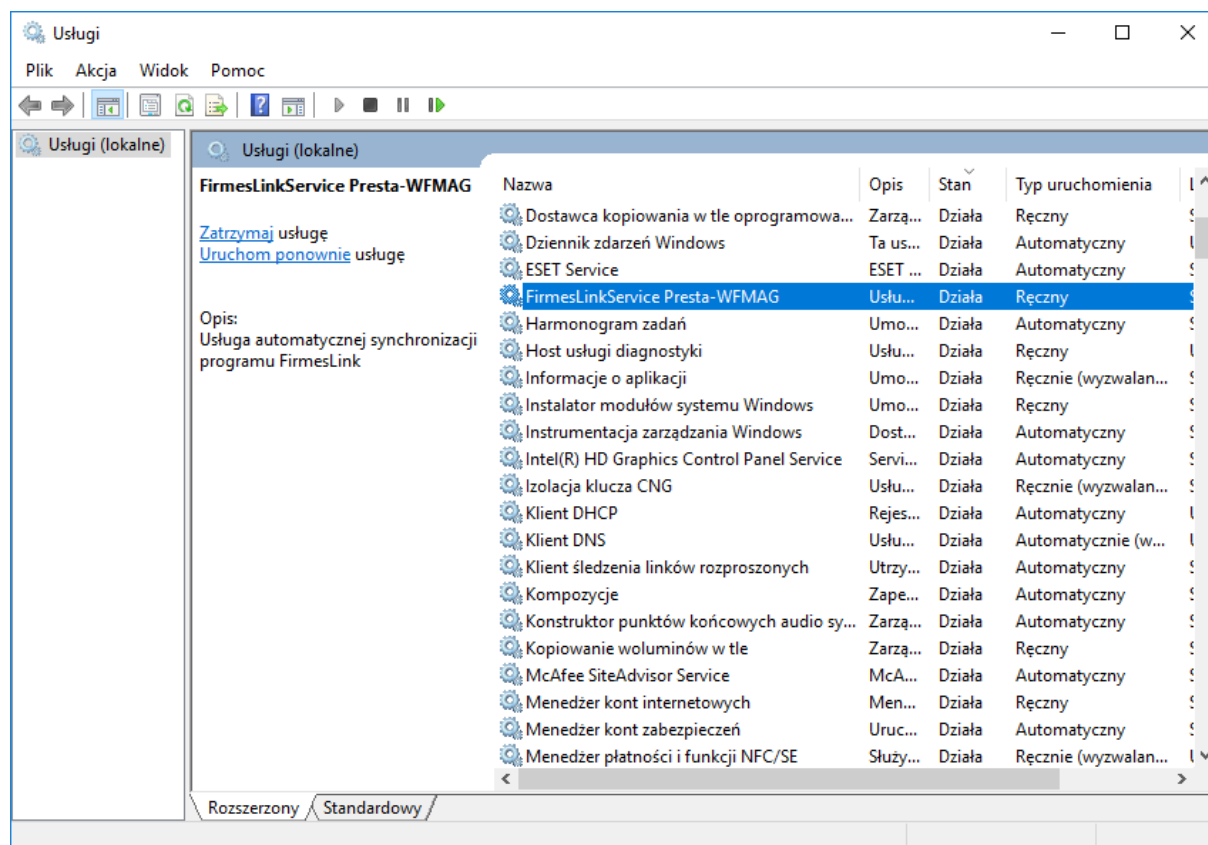 Usługi
Plik Akcja Widok Pomoc
Usługi (lokalne)
Usługi (lokalne)
FirmesLinkService Presta-WFMAG
Zatrzymaj usługę
Uruchom ponownie usługę
Opis:
Usługa automatycznej synchronizacji
programu FirmesLink
Nazwa Opis Stan Typ uruchomienia
Dostawca kopiowania w tle oprogramowa... Zarzą... Działa Ręczny
Dziennik zdarzeń Windows Ta us... Działa Automatyczny
ESET Service ESET ... Działa Automatyczny
FirmesLinkService Presta-WFMAG Usłu... Działa Ręczny
Harmonogram zadań Umo... Działa Automatyczny
Host usługi diagnostyki Usłu... Działa Ręczny
Informacje o aplikacji Umo... Działa Ręcznie (wyzwalan...
Instalator modułów systemu Windows Umo... Działa Ręczny
Instrumentacja zarządzania Windows Dost... Działa Automatyczny
Intel(R) HD Graphics Control Panel Service Servi... Działa Automatyczny
Izolacja klucza CNG Usłu... Działa Ręcznie (wyzwalan...
Klient DHCP Rejes... Działa Automatyczny
Klient DNS Usłu... Działa Automatycznie (w...
Klient śledzenia linków rozproszonych Utrzy... Działa Automatyczny
Kompozycje Zape... Działa Automatyczny
Konstruktor punktów końcowych audio sy... Zarzą... Działa Automatyczny
Kopiowanie woluminów w tle Zarzą... Działa Ręczny
McAfee SiteAdvisor Service McA... Działa Automatyczny
Menedżer kont internetowych Men... Działa Ręczny
Menedżer kont zabezpieczeń Uruc... Działa Automatyczny
Menedżer płatności i funkcji NFC/SE Służy... Działa Ręcznie (wyzwalan...
Rozszerzony Standardowy